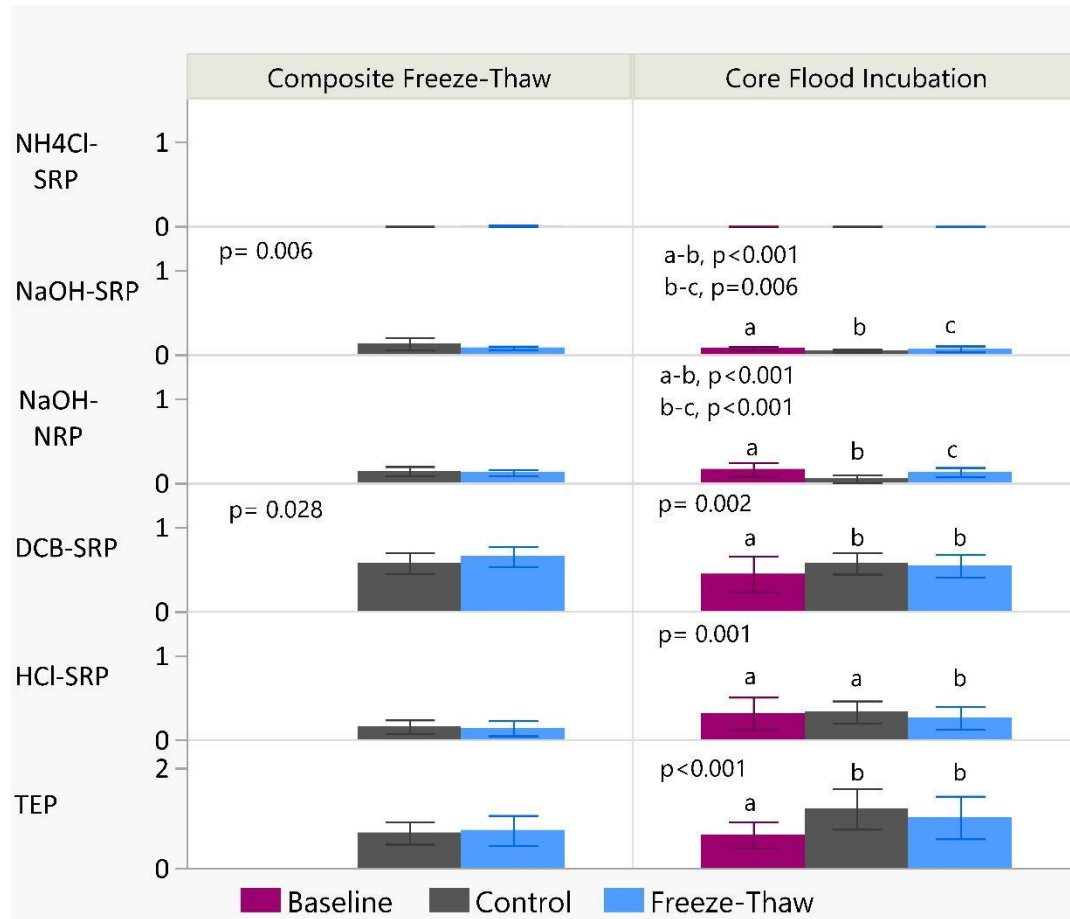 Composite Freeze-Thaw
Core Flood Incubation
NH4Cl-
SRP
1
0
NaOH-SRP
1
0
p= 0.006
a-b, p<0.001
b-c, p=0.006
a b c
NaOH-
NRP
1
0
a-b, p<0.001
b-c, p<0.001
a b c
DCB-SRP
1
0
p= 0.028
p= 0.002
a b b
HCl-SRP
1
0
p= 0.001
a a b
TEP
2
0
p<0.001
a b b
Baseline Control Freeze-Thaw